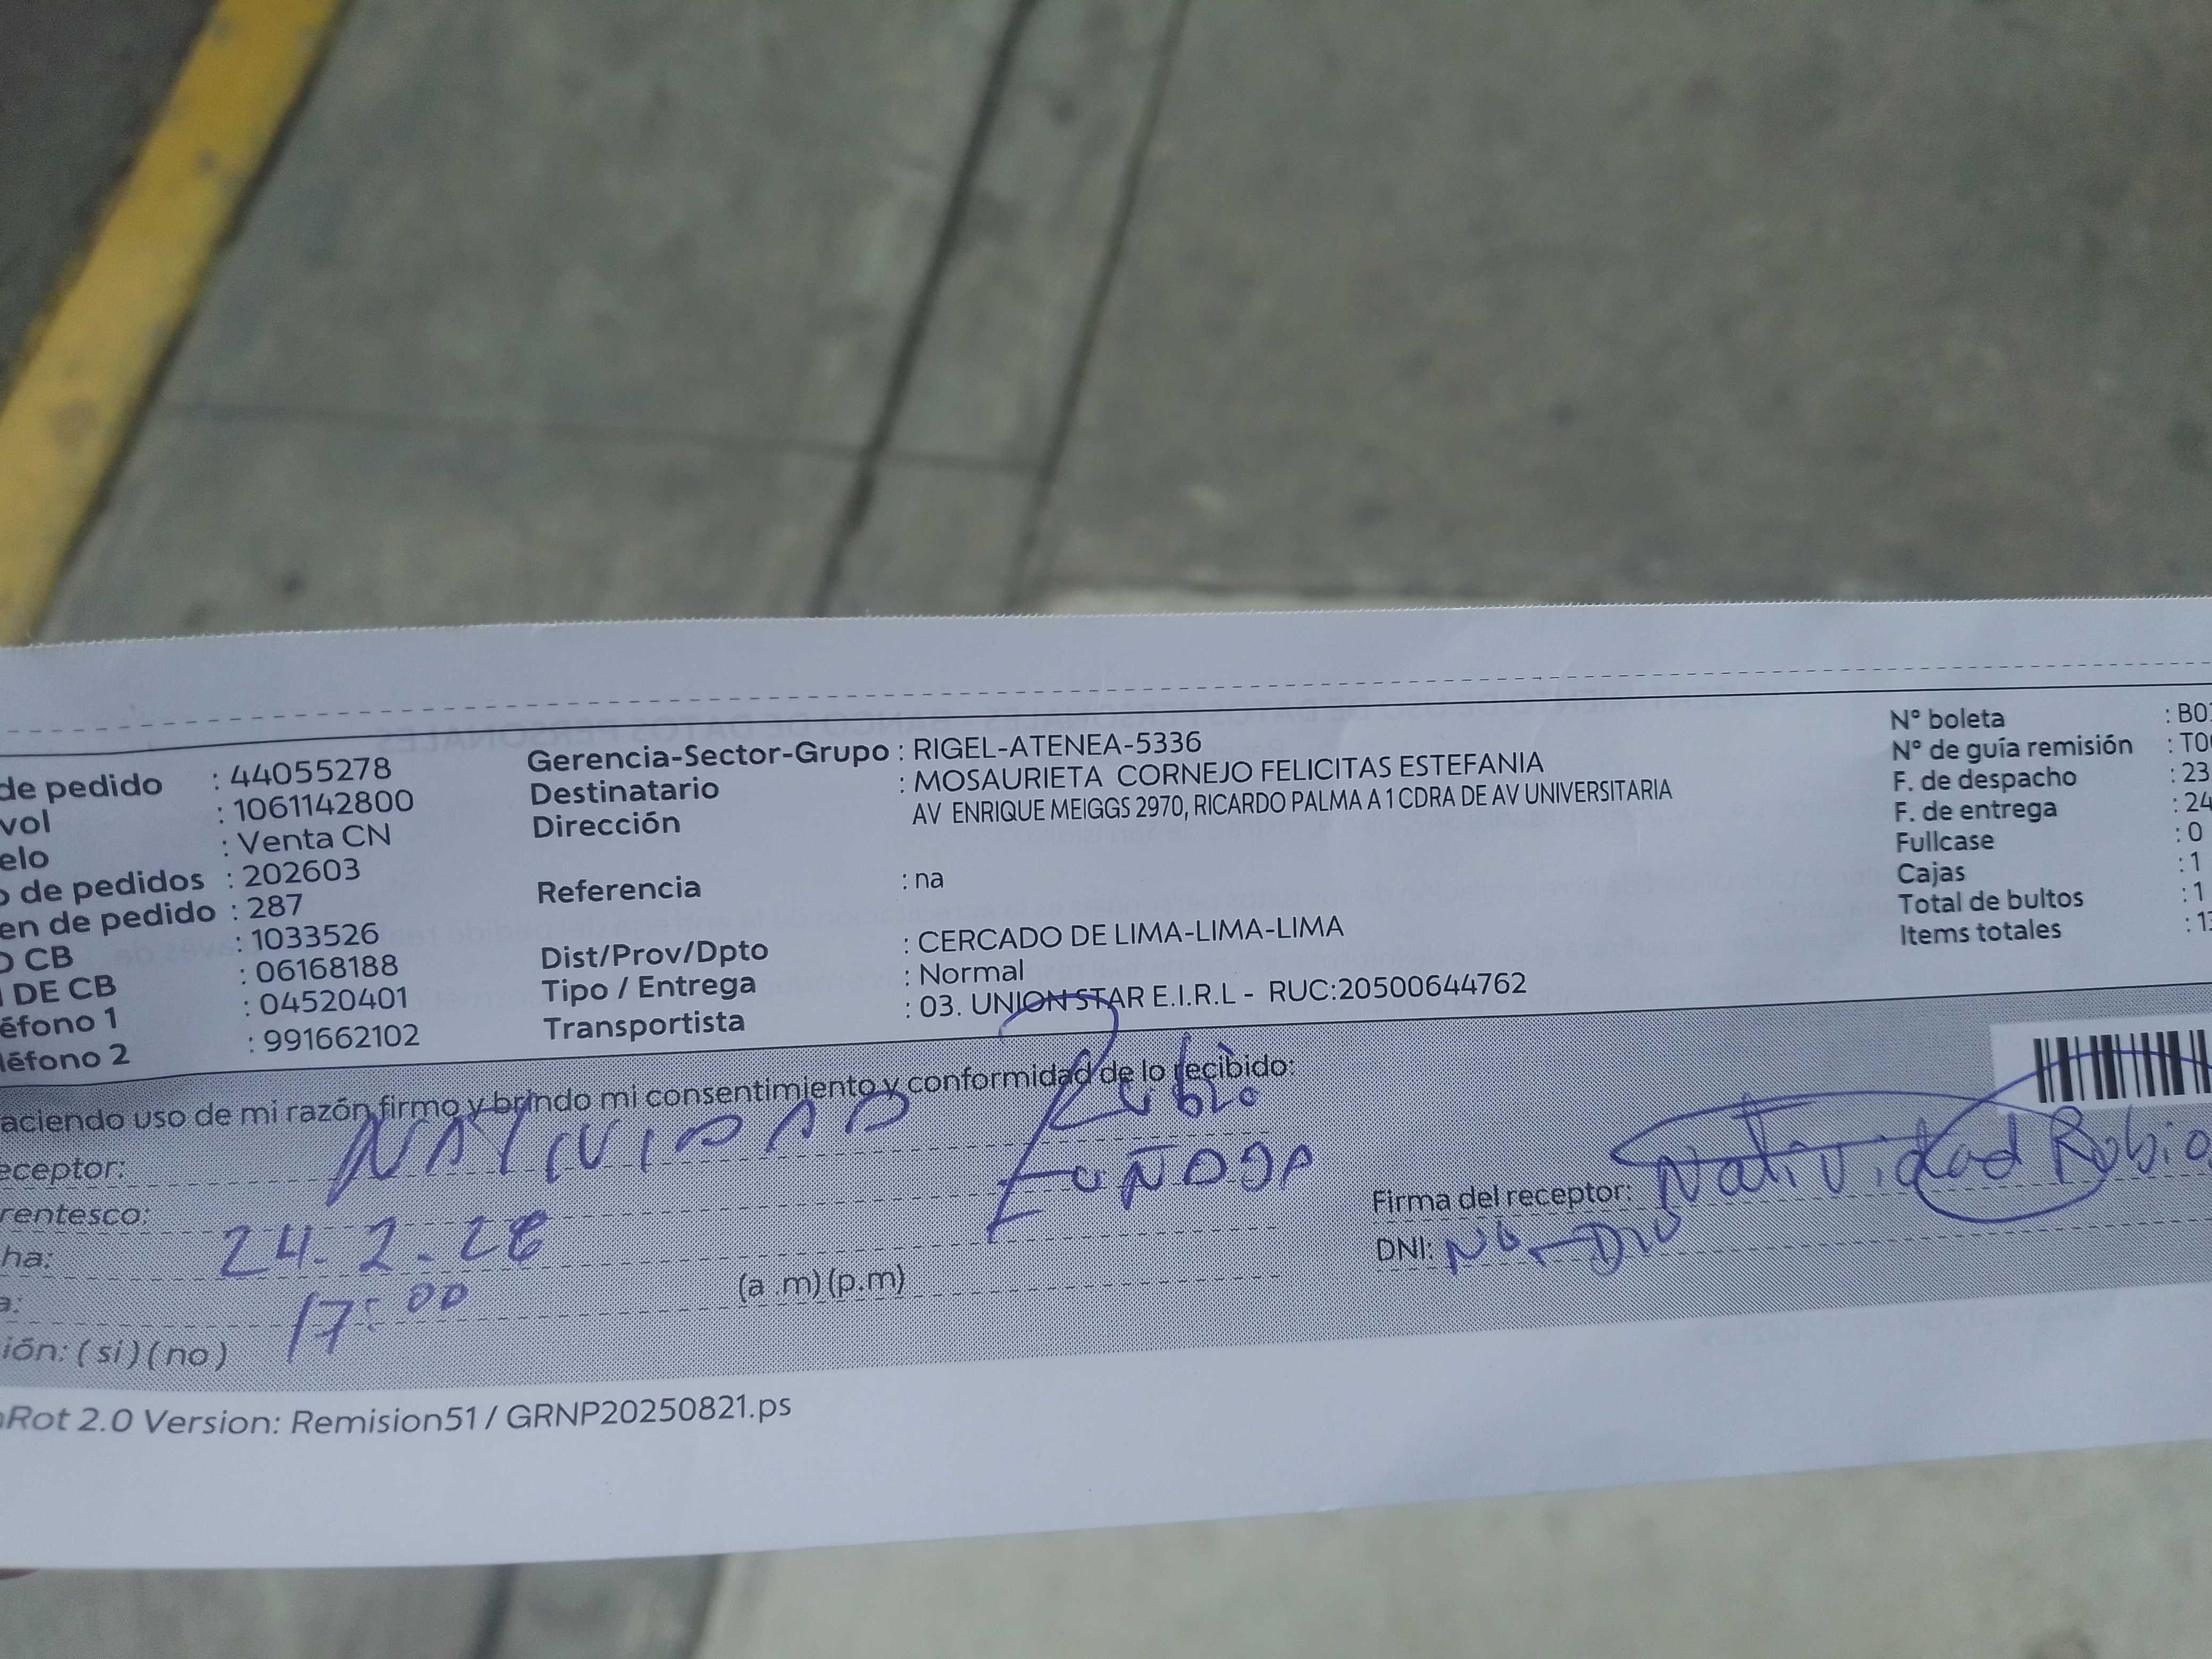 de pedido : 44055278
vol : 1061142800
elo : Venta CN
o de pedidos : 202603
en de pedido : 287
O CB : 1033526
DE CB : 06168188
éfono 1 : 04520401
léfono 2 : 991662102
Gerencia-Sector-Grupo : RIGEL-ATENEA-5336
Destinatario : MOSAURIETA CORNEJO FELICITAS ESTEFANIA
Dirección AV ENRIQUE MEIGGS 2970, RICARDO PALMA A 1 CDRA DE AV UNIVERSITARIA
Referencia : na
Dist/Prov/Dpto : CERCADO DE LIMA-LIMA-LIMA
Tipo / Entrega : Normal
Transportista : 03. UNION STAR E.I.R.L - RUC:20500644762
N° boleta : B0
N° de guía remisión : T0
F. de despacho : 23
F. de entrega : 24
Fullcase : 0
Cajas : 1
Total de bultos : 1
Items totales : 13
aciendo uso de mi razón firmo y brindo mi consentimiento y conformidad de lo recibido:
eceptor: NATIVIDAD Rubio
rentesco:
ha: 24-2-26
a: 17:00 (a .m)(p.m)
ión: (si)(no)
Firma del receptor: Natividad Rubio
DNI: No Dio
Rot 2.0 Version: Remision51 / GRNP20250821.ps